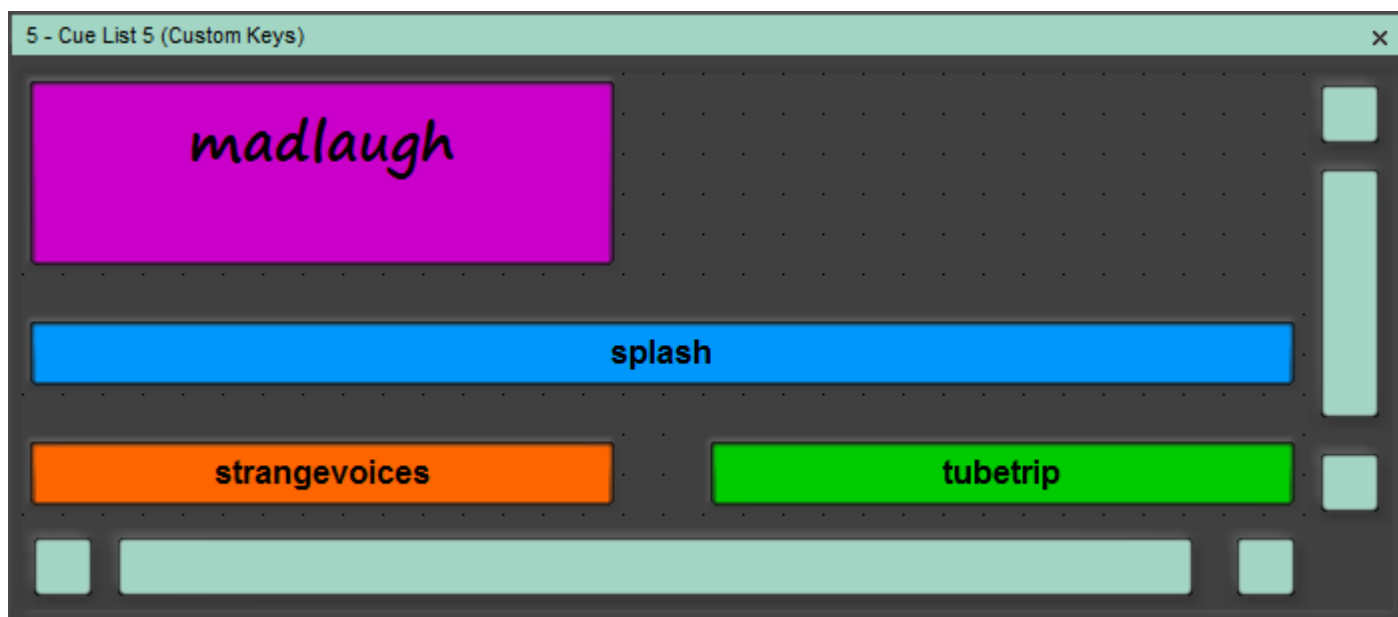 5 - Cue List 5 (Custom Keys)
madlaugh
splash
strangevoices
tubetrip